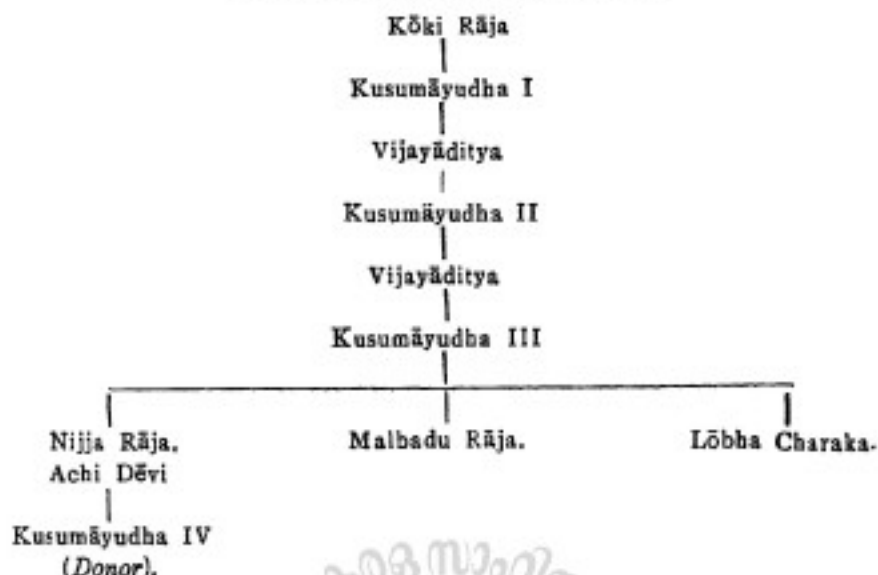 Kōki Rāja
Kusumāyudha I
Vijayāditya
Kusumāyudha II
Vijayāditya
Kusumāyudha III
Nijja Rāja. Malbadu Rāja. Lōbha Charaka.
Achi Dēvi
Kusumāyudha IV
(Donor).